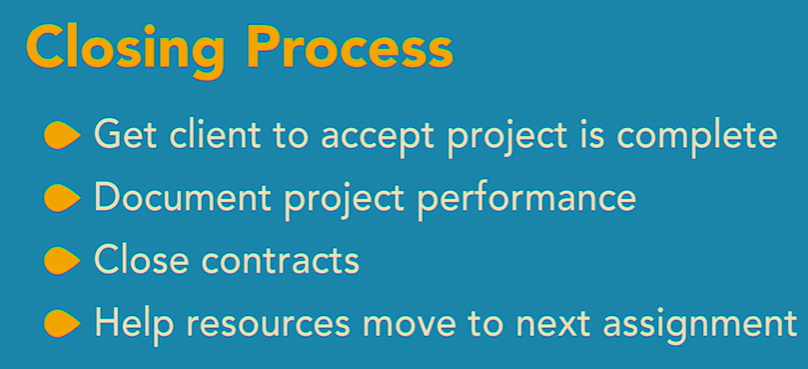 Closing Process
Get client to accept project is complete
Document project performance
Close contracts
Help resources move to next assignment